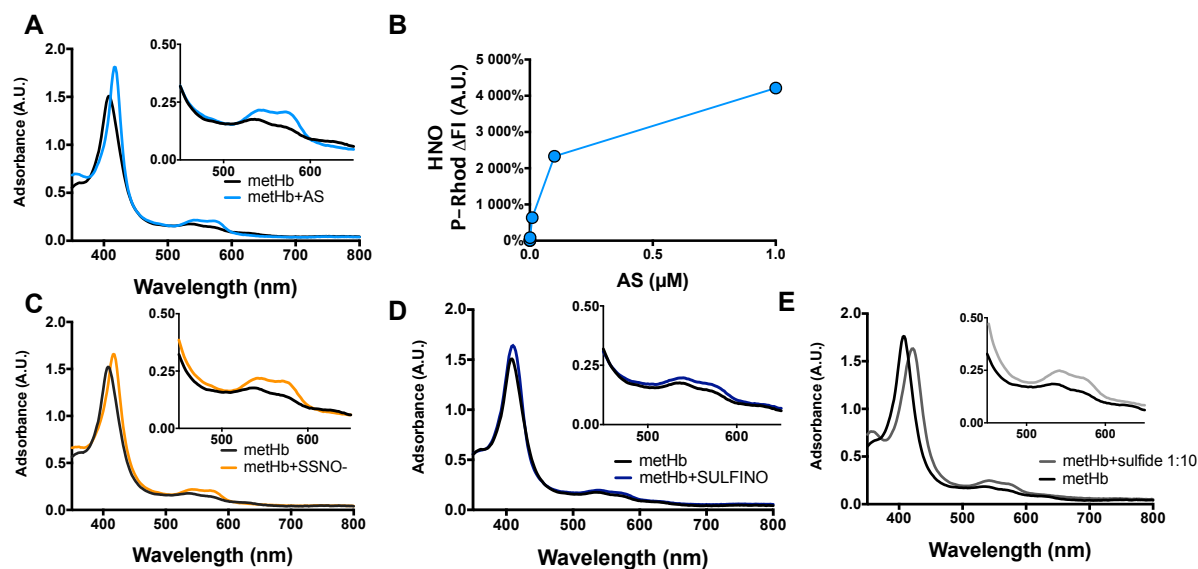 A
Adsorbance (A.U.)
2.0
1.5
1.0
0.5
0.0
400 500 600 700 800
Wavelength (nm)
0.50
0.25
0.00
500 600
metHb
metHb+AS
B
HNO
P-Rhod ΔFI (A.U.)
5 000%
4 000%
3 000%
2 000%
1 000%
0%
0.0 0.5 1.0
AS (µM)
C
Adsorbance (A.U.)
2.0
1.5
1.0
0.5
0.0
400 500 600 700 800
Wavelength (nm)
0.50
0.25
0.00
500 600
metHb
metHb+SSNO-
D
Adsorbance (A.U.)
2.0
1.5
1.0
0.5
0.0
400 500 600 700 800
Wavelength (nm)
0.50
0.25
0.00
500 600
metHb
metHb+SULFINO
E
Adsorbance (A.U.)
2.0
1.5
1.0
0.5
0.0
400 500 600 700 800
Wavelength (nm)
0.50
0.25
0.00
500 600
metHb+sulfide 1:10
metHb